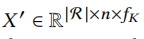 X′ ∈ ℝ^{|𝓡|×n×f_K}